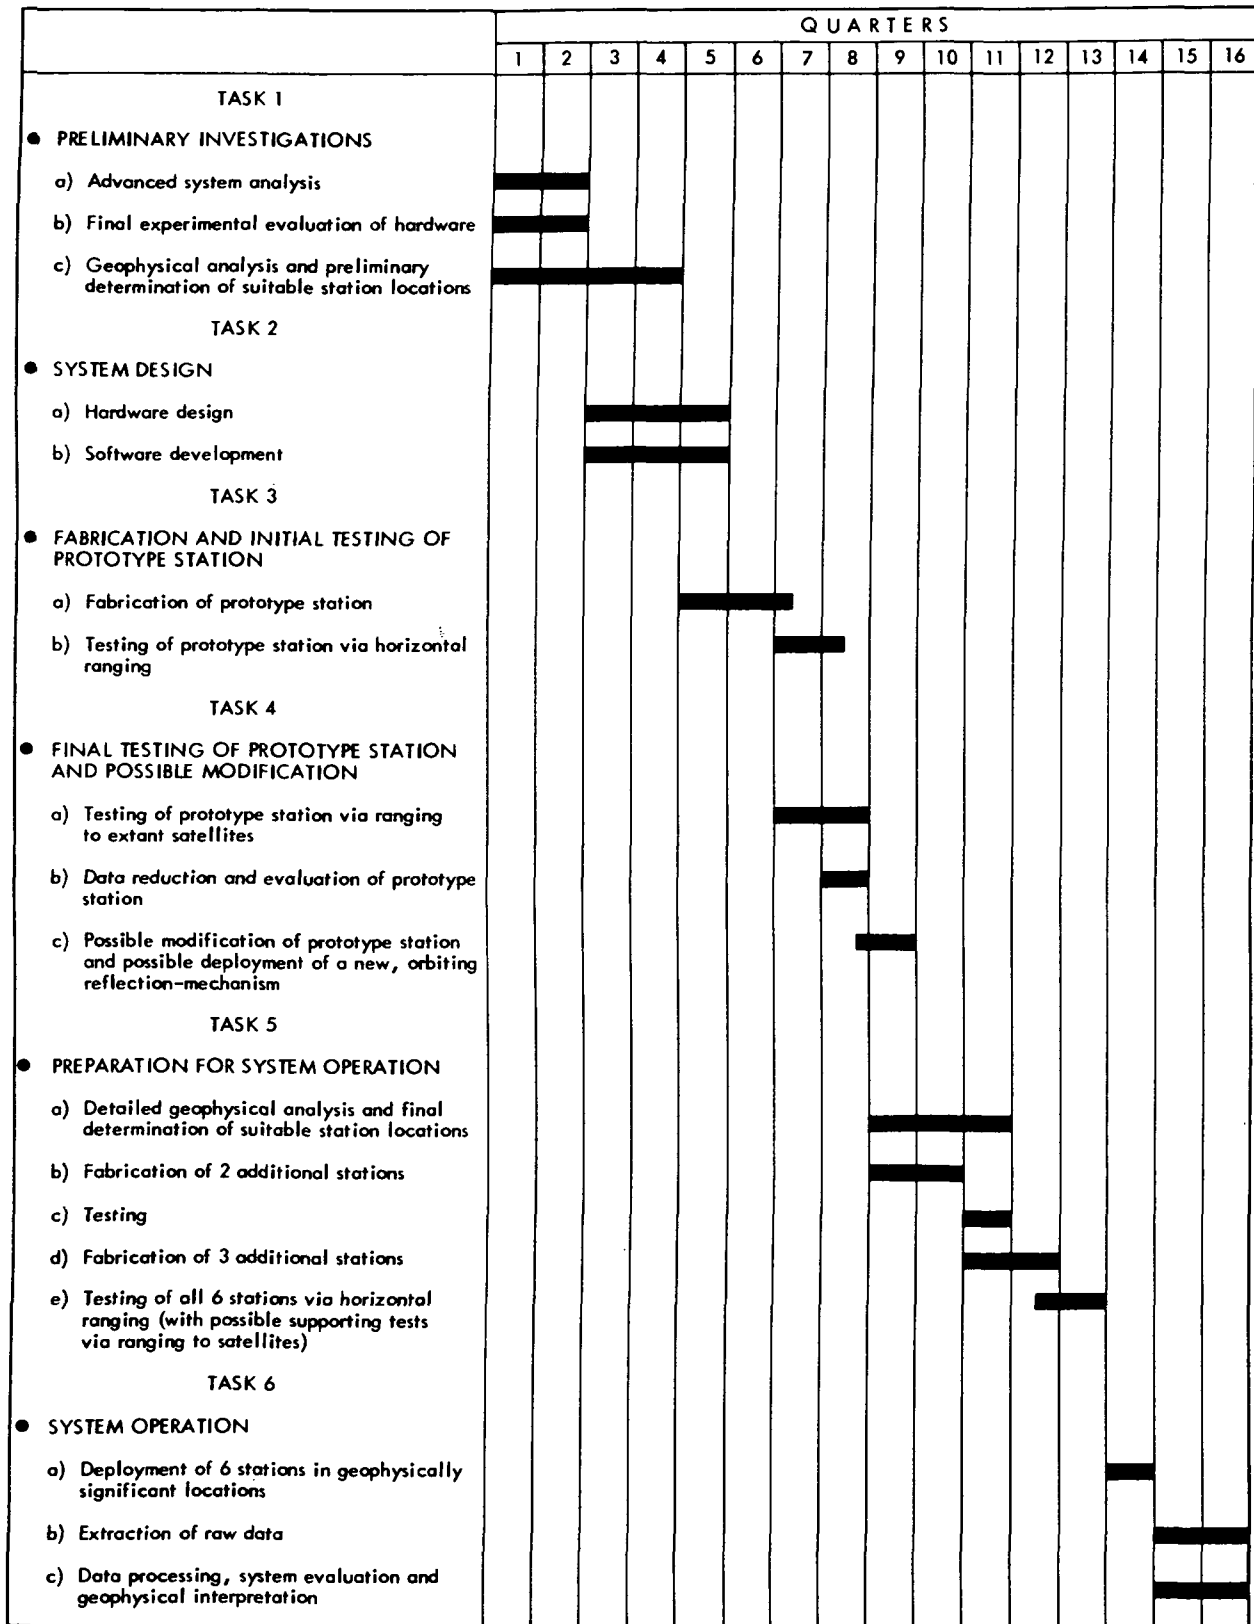 QUARTERS
1 2 3 4 5 6 7 8 9 10 11 12 13 14 15 16
TASK 1
● PRELIMINARY INVESTIGATIONS
a) Advanced system analysis
b) Final experimental evaluation of hardware
c) Geophysical analysis and preliminary
determination of suitable station locations
TASK 2
● SYSTEM DESIGN
a) Hardware design
b) Software development
TASK 3
● FABRICATION AND INITIAL TESTING OF
PROTOTYPE STATION
a) Fabrication of prototype station
b) Testing of prototype station via horizontal
ranging
TASK 4
● FINAL TESTING OF PROTOTYPE STATION
AND POSSIBLE MODIFICATION
a) Testing of prototype station via ranging
to extant satellites
b) Data reduction and evaluation of prototype
station
c) Possible modification of prototype station
and possible deployment of a new, orbiting
reflection-mechanism
TASK 5
● PREPARATION FOR SYSTEM OPERATION
a) Detailed geophysical analysis and final
determination of suitable station locations
b) Fabrication of 2 additional stations
c) Testing
d) Fabrication of 3 additional stations
e) Testing of all 6 stations via horizontal
ranging (with possible supporting tests
via ranging to satellites)
TASK 6
● SYSTEM OPERATION
a) Deployment of 6 stations in geophysically
significant locations
b) Extraction of raw data
c) Data processing, system evaluation and
geophysical interpretation